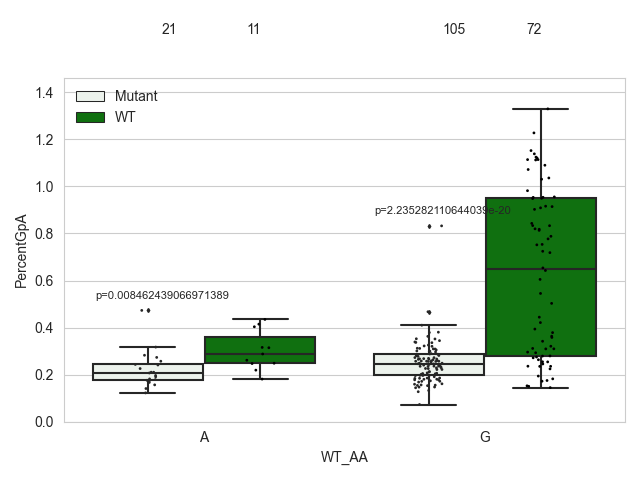 21 11 105 72
Mutant
WT
PercentGpA
1.4
1.2
1.0
0.8
0.6
0.4
0.2
0.0
p=2.235282110644039e-20
p=0.008462439066971389
A G
WT_AA